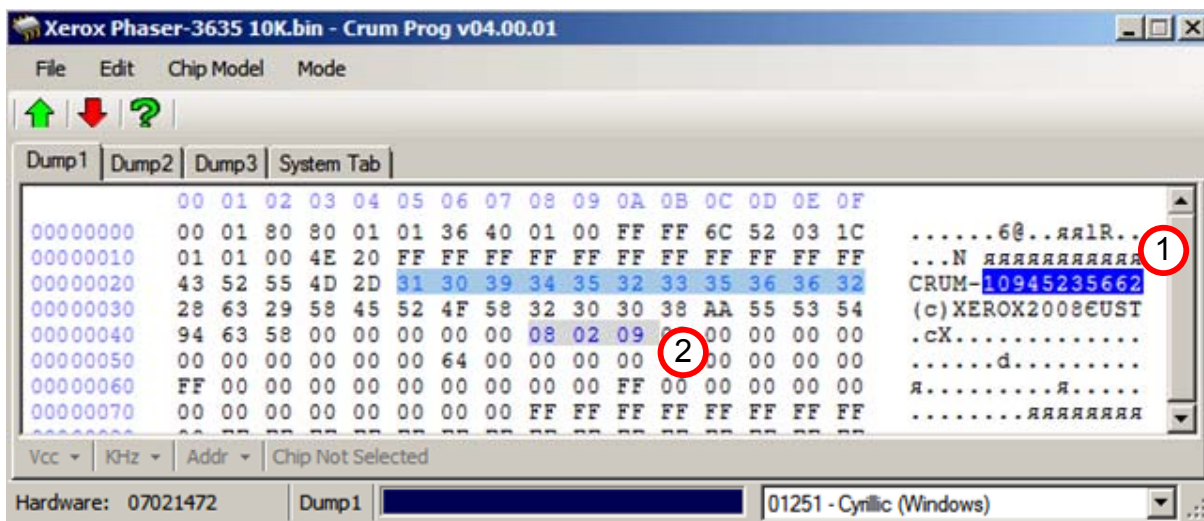 Xerox Phaser-3635 10K.bin - Crum Prog v04.00.01
File Edit Chip Model Mode
Dump1 Dump2 Dump3 System Tab
00 01 02 03 04 05 06 07 08 09 0A 0B 0C 0D 0E 0F
00000000 00 01 80 80 01 01 36 40 01 00 FF FF 6C 52 03 1C ......6@..яяlR..
00000010 01 01 00 4E 20 FF FF FF FF FF FF FF FF FF FF FF ...N яяяяяяяяяяя
1
00000020 43 52 55 4D 2D 31 30 39 34 35 32 33 35 36 36 32 CRUM-10945235662
00000030 28 63 29 58 45 52 4F 58 32 30 30 38 AA 55 53 54 (c)XEROX2008ЄUST
00000040 94 63 58 00 00 00 00 00 08 02 09 00 00 00 00 .cX.............
2
00000050 00 00 00 00 00 00 64 00 00 00 00 00 00 00 00 ......d.........
00000060 FF 00 00 00 00 00 00 00 00 00 FF 00 00 00 00 00 я.........я.....
00000070 00 00 00 00 00 00 00 00 FF FF FF FF FF FF FF FF ........яяяяяяяя
Vcc KHz Addr Chip Not Selected
Hardware: 07021472 Dump1 01251 - Cyrillic (Windows)